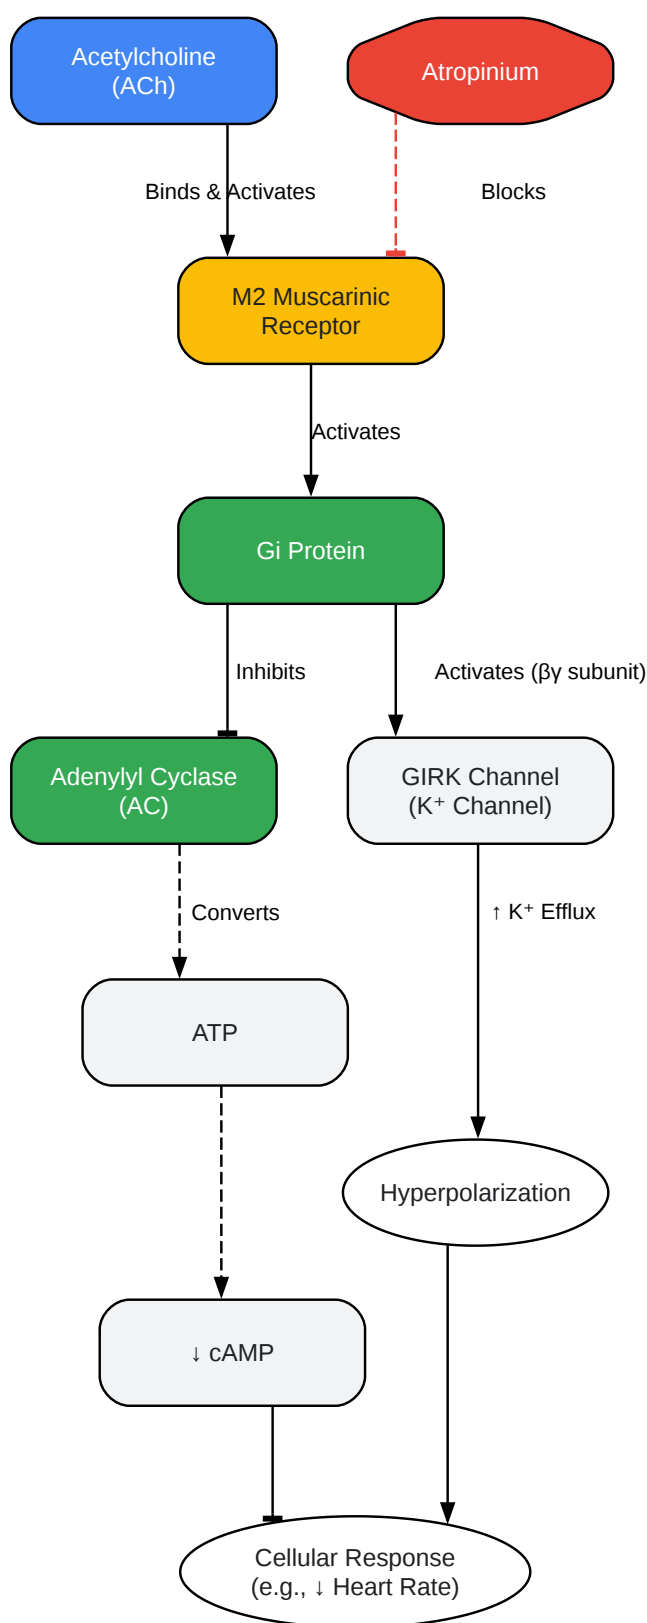 Acetylcholine
(ACh)
Atropinium
Binds & Activates
Blocks
M2 Muscarinic
Receptor
Activates
Gi Protein
Inhibits
Activates (βγ subunit)
Adenylyl Cyclase
(AC)
GIRK Channel
(K⁺ Channel)
Converts
↑ K⁺ Efflux
ATP
Hyperpolarization
↓ cAMP
Cellular Response
(e.g., ↓ Heart Rate)